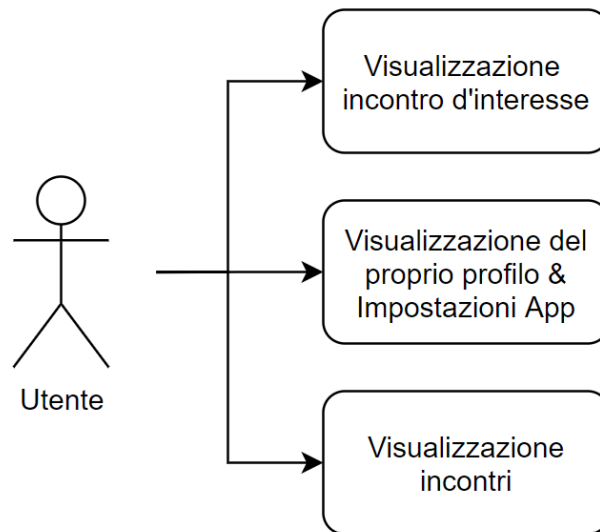 Visualizzazione
incontro d'interesse
Visualizzazione del
proprio profilo &
Impostazioni App
Utente
Visualizzazione
incontri